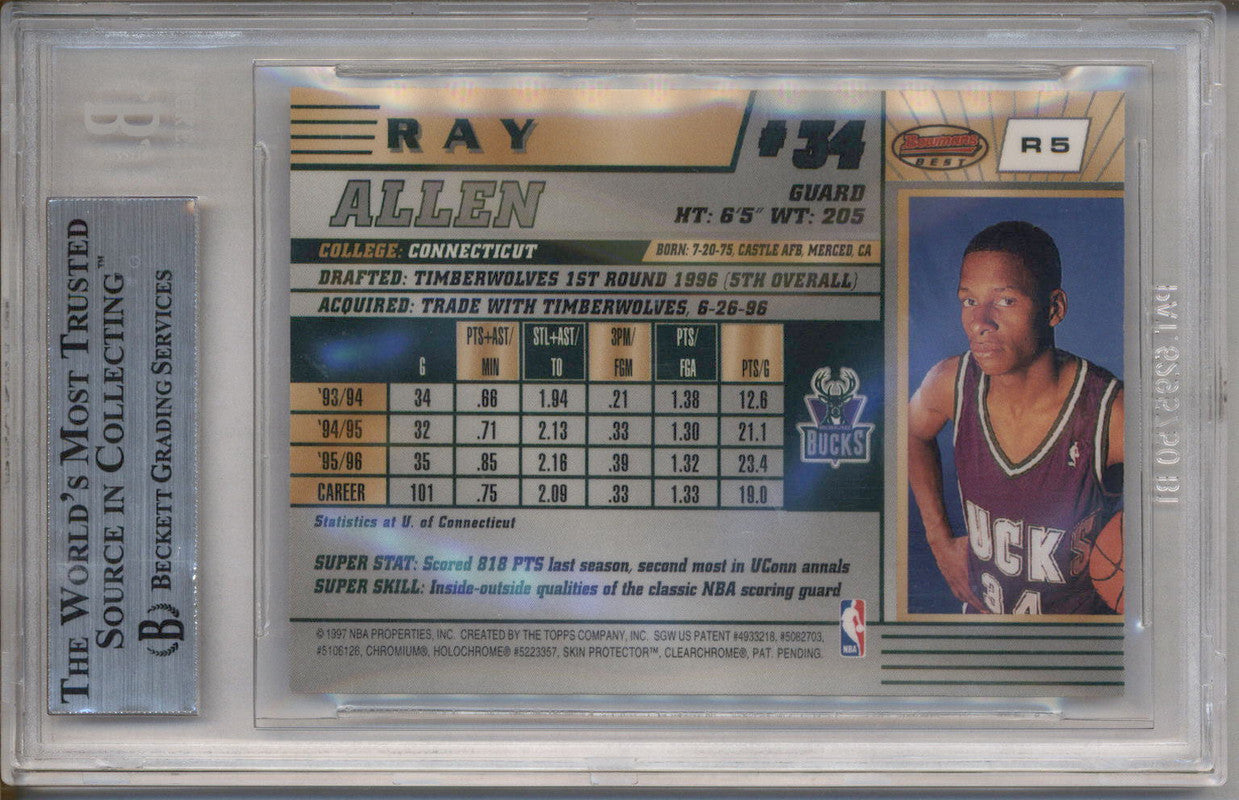 THE WORLD'S MOST TRUSTED
SOURCE IN COLLECTING™
BECKETT GRADING SERVICES
RAY
ALLEN
#34
GUARD
HT: 6'5" WT: 205
Bowman's
BEST
R5
COLLEGE: CONNECTICUT
BORN: 7-20-75, CASTLE AFB, MERCED, CA
DRAFTED: TIMBERWOLVES 1ST ROUND 1996 (5TH OVERALL)
ACQUIRED: TRADE WITH TIMBERWOLVES, 6-26-96
G PTS+AST/MIN STL+AST/TO 3PM/FGM PTS/FGA PTS/G
'93/94 34 .66 1.94 .21 1.38 12.6
'94/95 32 .71 2.13 .33 1.30 21.1
'95/96 35 .85 2.16 .39 1.32 23.4
CAREER 101 .75 2.09 .33 1.33 19.0
MILWAUKEE
BUCKS
Statistics at U. of Connecticut
SUPER STAT: Scored 818 PTS last season, second most in UConn annals
SUPER SKILL: Inside-outside qualities of the classic NBA scoring guard
© 1997 NBA PROPERTIES, INC. CREATED BY THE TOPPS COMPANY, INC. SGW US PATENT #4933218, #5082703,
#5106126, CHROMIUM®, HOLOCHROME® #5223357, SKIN PROTECTOR™, CLEARCHROME®, PAT. PENDING.
NBA
UCKS
34